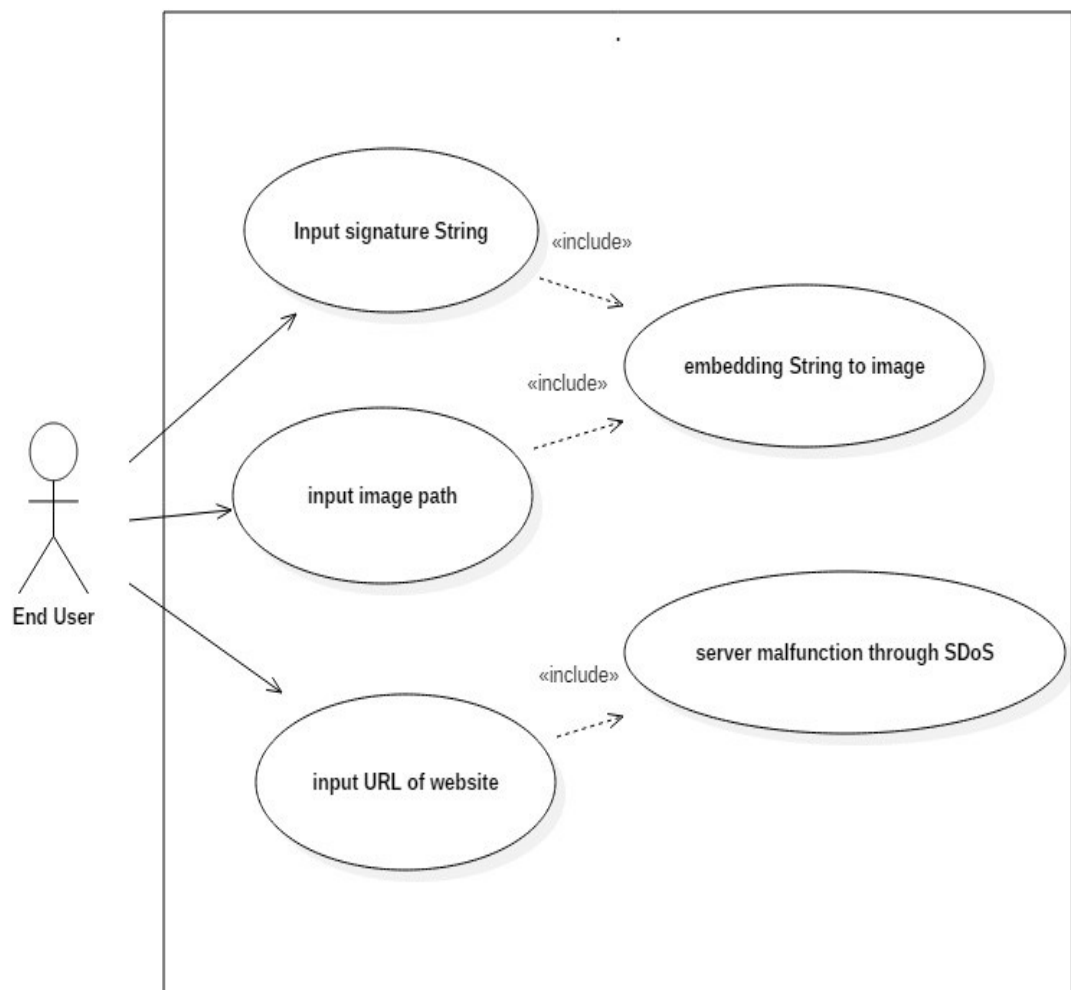 Input signature String
«include»
embedding String to image
«include»
input image path
End User
server malfunction through SDoS
«include»
input URL of website